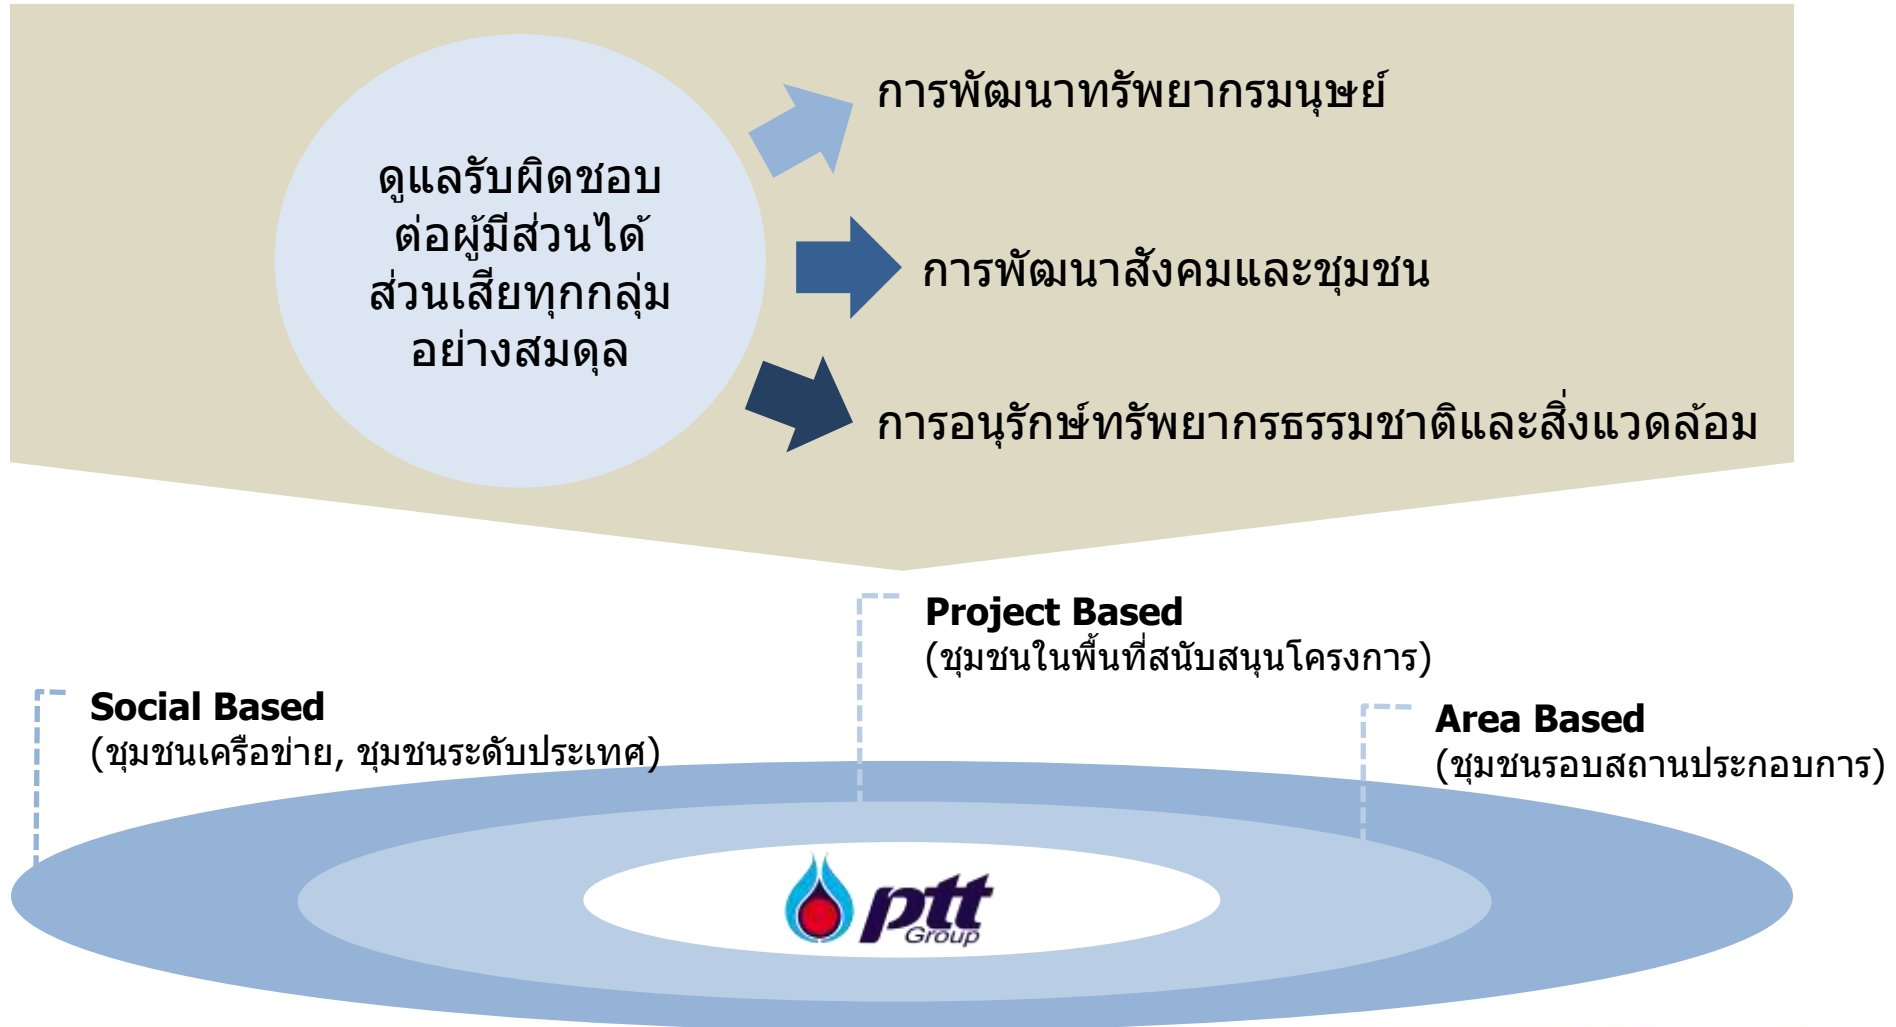 ดูแลรับผิดชอบ
ต่อผู้มีส่วนได้
ส่วนเสียทุกกลุ่ม
อย่างสมดุล
การพัฒนาทรัพยากรมนุษย์
การพัฒนาสังคมและชุมชน
การอนุรักษ์ทรัพยากรธรรมชาติและสิ่งแวดล้อม
Project Based
(ชุมชนในพื้นที่สนับสนุนโครงการ)
Social Based
(ชุมชนเครือข่าย, ชุมชนระดับประเทศ)
Area Based
(ชุมชนรอบสถานประกอบการ)
ptt
Group